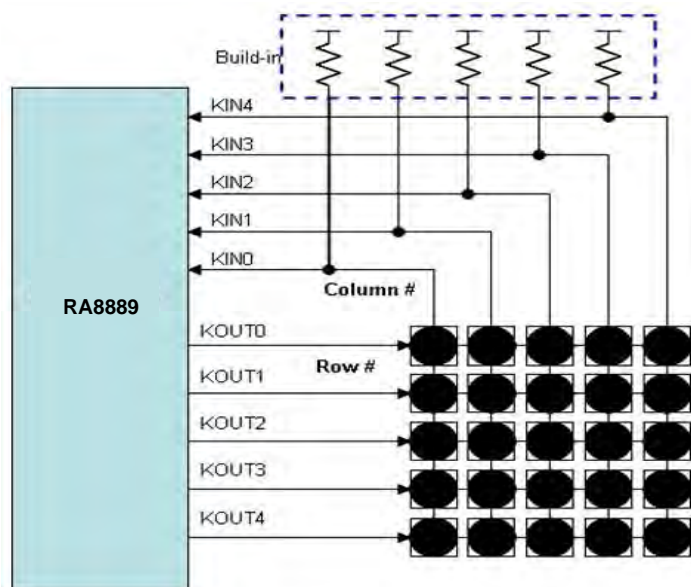 Build-in
KIN4
KIN3
KIN2
KIN1
KIN0
Column #
RA8889
KOUT0
Row #
KOUT1
KOUT2
KOUT3
KOUT4